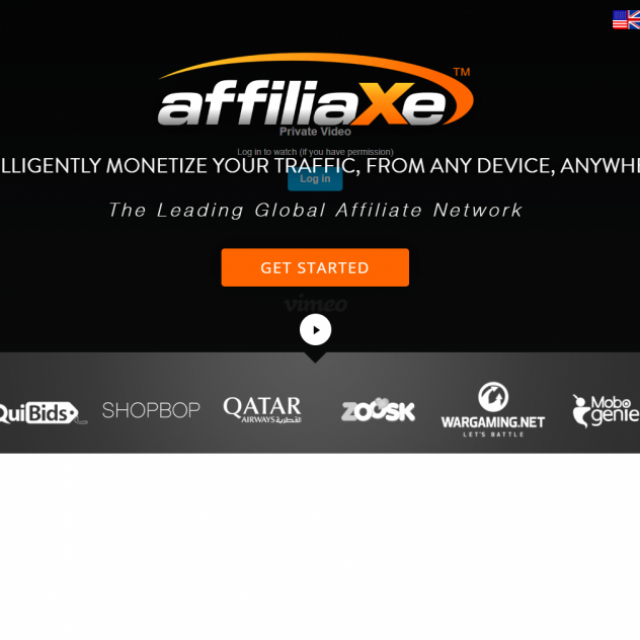 affiliaXe™
Private Video
Log in to watch (if you have permission)
LLIGENTLY MONETIZE YOUR TRAFFIC, FROM ANY DEVICE, ANYWHE
Log in
The Leading Global Affiliate Network
GET STARTED
vimeo
QuiBids SHOPBOP QATAR AIRWAYS القطرية ZOOSK WARGAMING.NET LET'S BATTLE Mobo genie